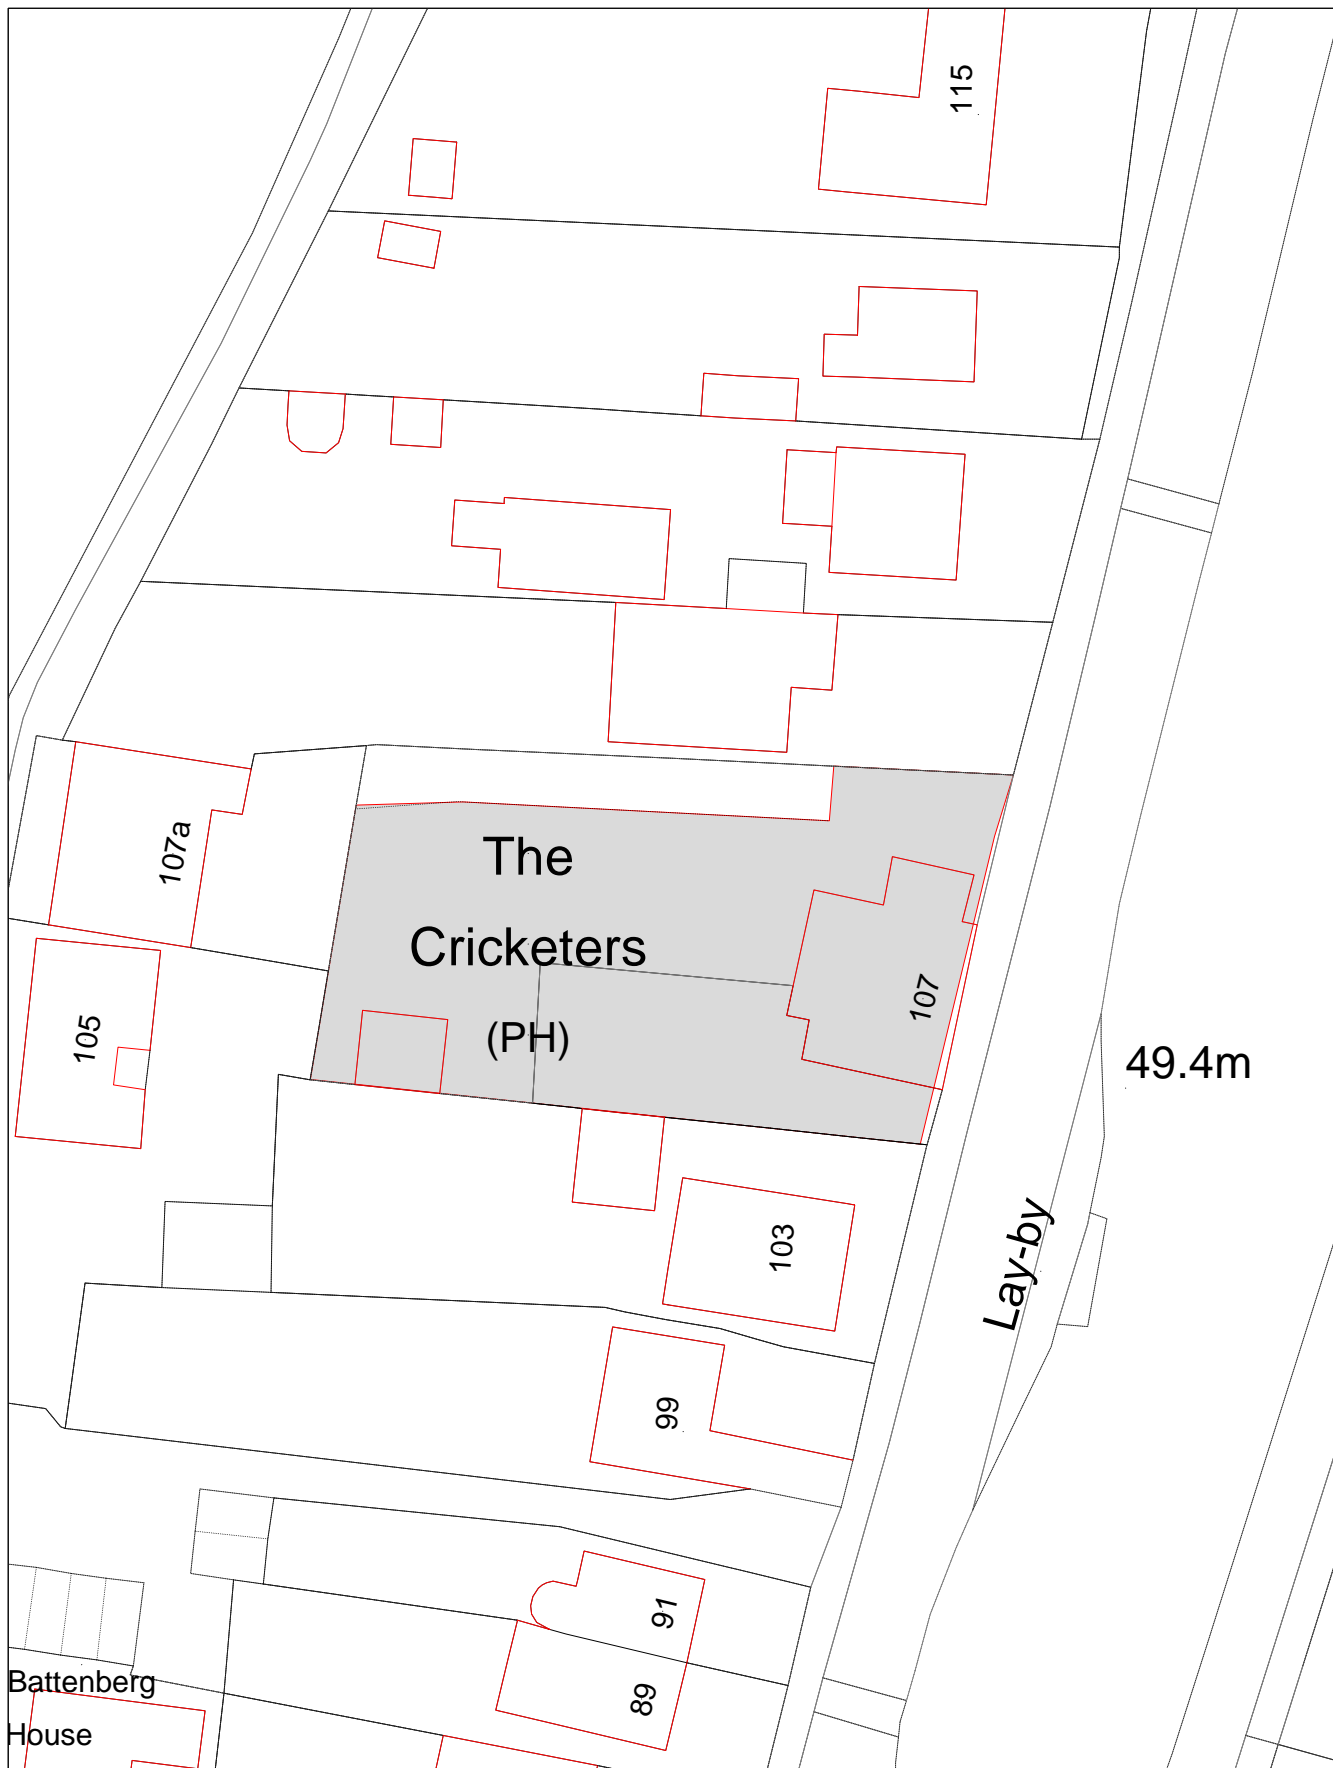 115
The
Cricketers
(PH)
107a
107
105
49.4m
Lay-by
103
99
91
89
Battenberg
House